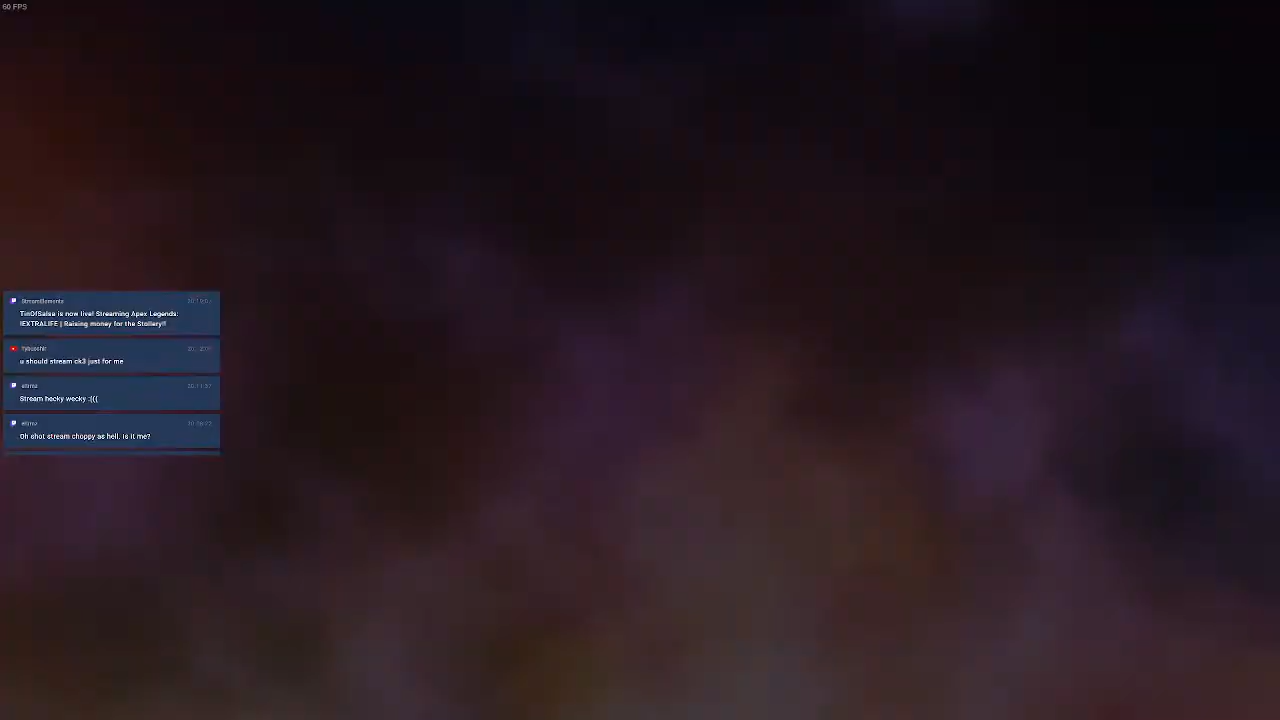 60 FPS
StreamElements
TinOfSalsa is now live! Streaming Apex Legends:
!EXTRALIFE | Raising money for the Stollery!!
u should stream ck3 just for me
Stream hecky wecky :(((
Oh shot stream choppy as hell. Is it me?